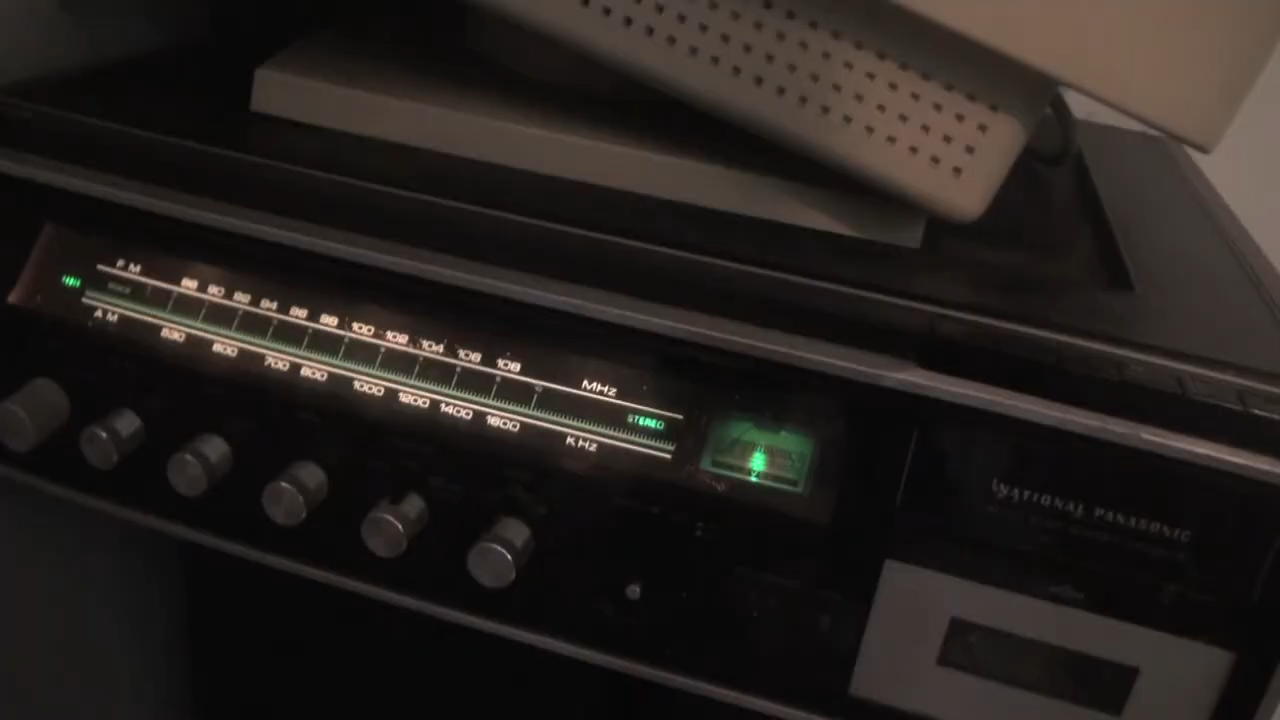 FM 88 90 92 94 96 98 100 102 104 106 108 MHz
STEREO
AM 530 600 700 800 1000 1200 1400 1600 KHz
NATIONAL PANASONIC